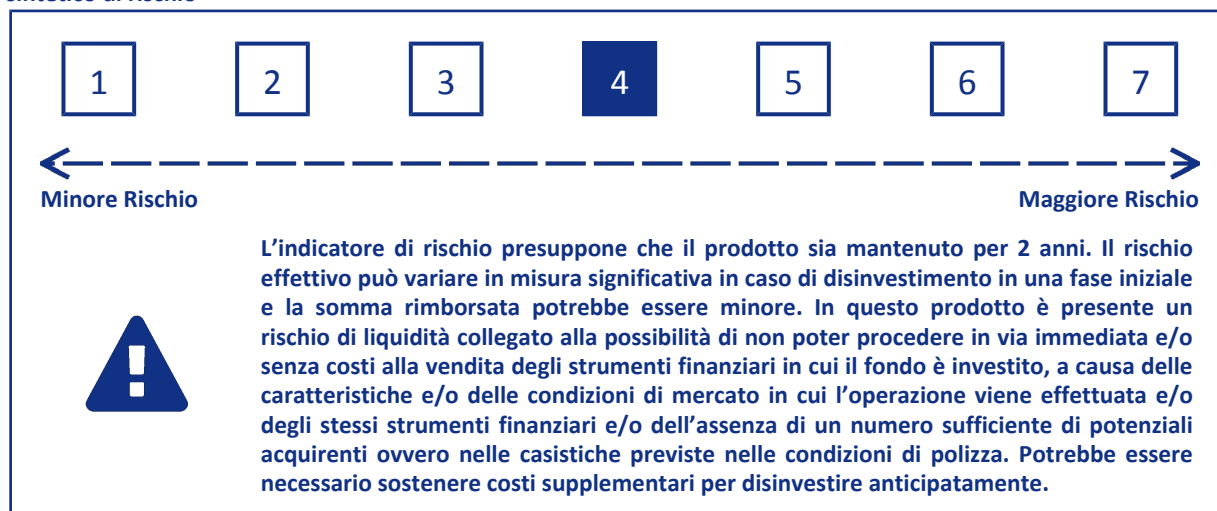 sintetico di rischio
1 2 3 4 5 6 7
Minore Rischio Maggiore Rischio
L’indicatore di rischio presuppone che il prodotto sia mantenuto per 2 anni. Il rischio
effettivo può variare in misura significativa in caso di disinvestimento in una fase iniziale
e la somma rimborsata potrebbe essere minore. In questo prodotto è presente un
rischio di liquidità collegato alla possibilità di non poter procedere in via immediata e/o
senza costi alla vendita degli strumenti finanziari in cui il fondo è investito, a causa delle
caratteristiche e/o delle condizioni di mercato in cui l’operazione viene effettuata e/o
degli stessi strumenti finanziari e/o dell’assenza di un numero sufficiente di potenziali
acquirenti ovvero nelle casistiche previste nelle condizioni di polizza. Potrebbe essere
necessario sostenere costi supplementari per disinvestire anticipatamente.